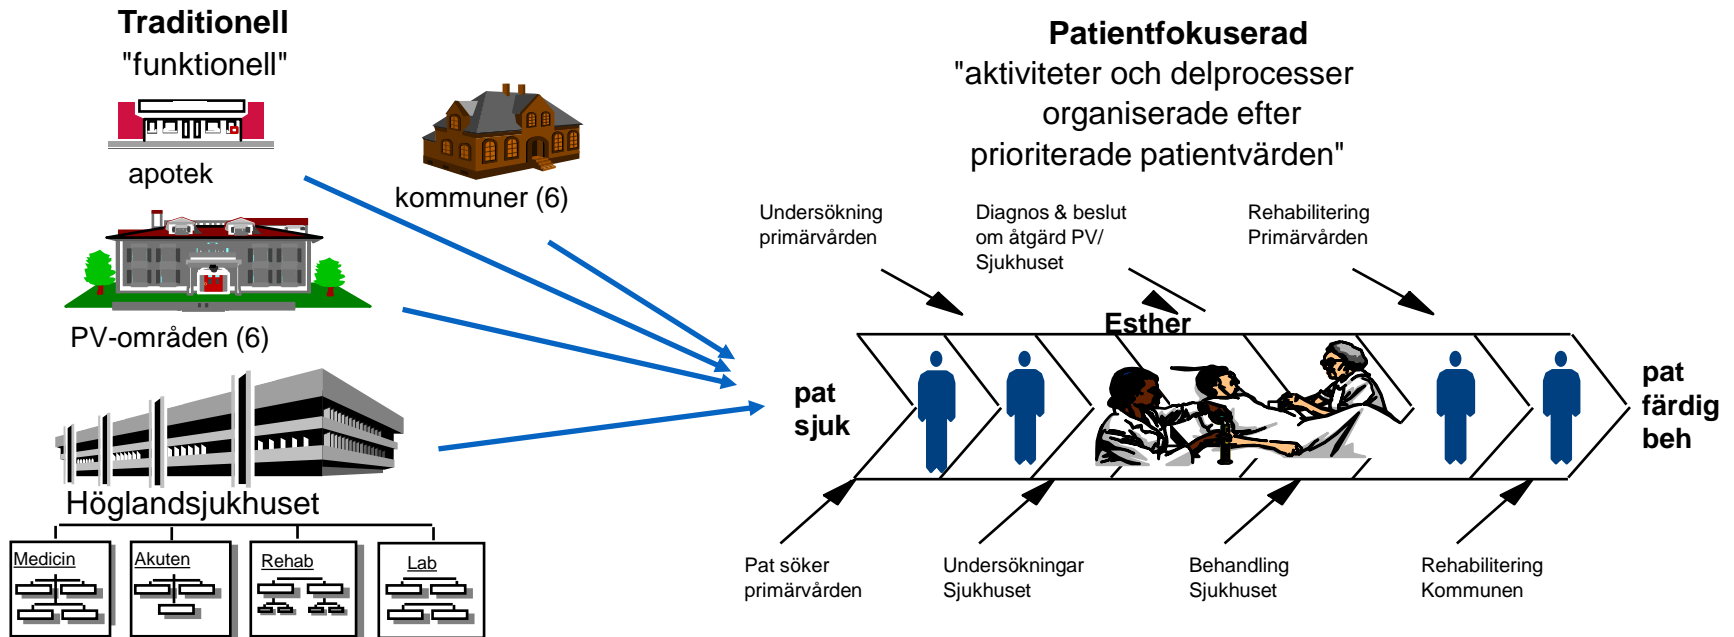 Traditionell
"funktionell"
apotek
kommuner (6)
PV-områden (6)
Höglandsjukhuset
Medicin
Akuten
Rehab
Lab
Patientfokuserad
"aktiviteter och delprocesser
organiserade efter
prioriterade patientvärden"
Undersökning
primärvården
Diagnos & beslut
om åtgärd PV/
Sjukhuset
Rehabilitering
Primärvården
Esther
pat
sjuk
pat
färdig
beh
Pat söker
primärvården
Undersökningar
Sjukhuset
Behandling
Sjukhuset
Rehabilitering
Kommunen